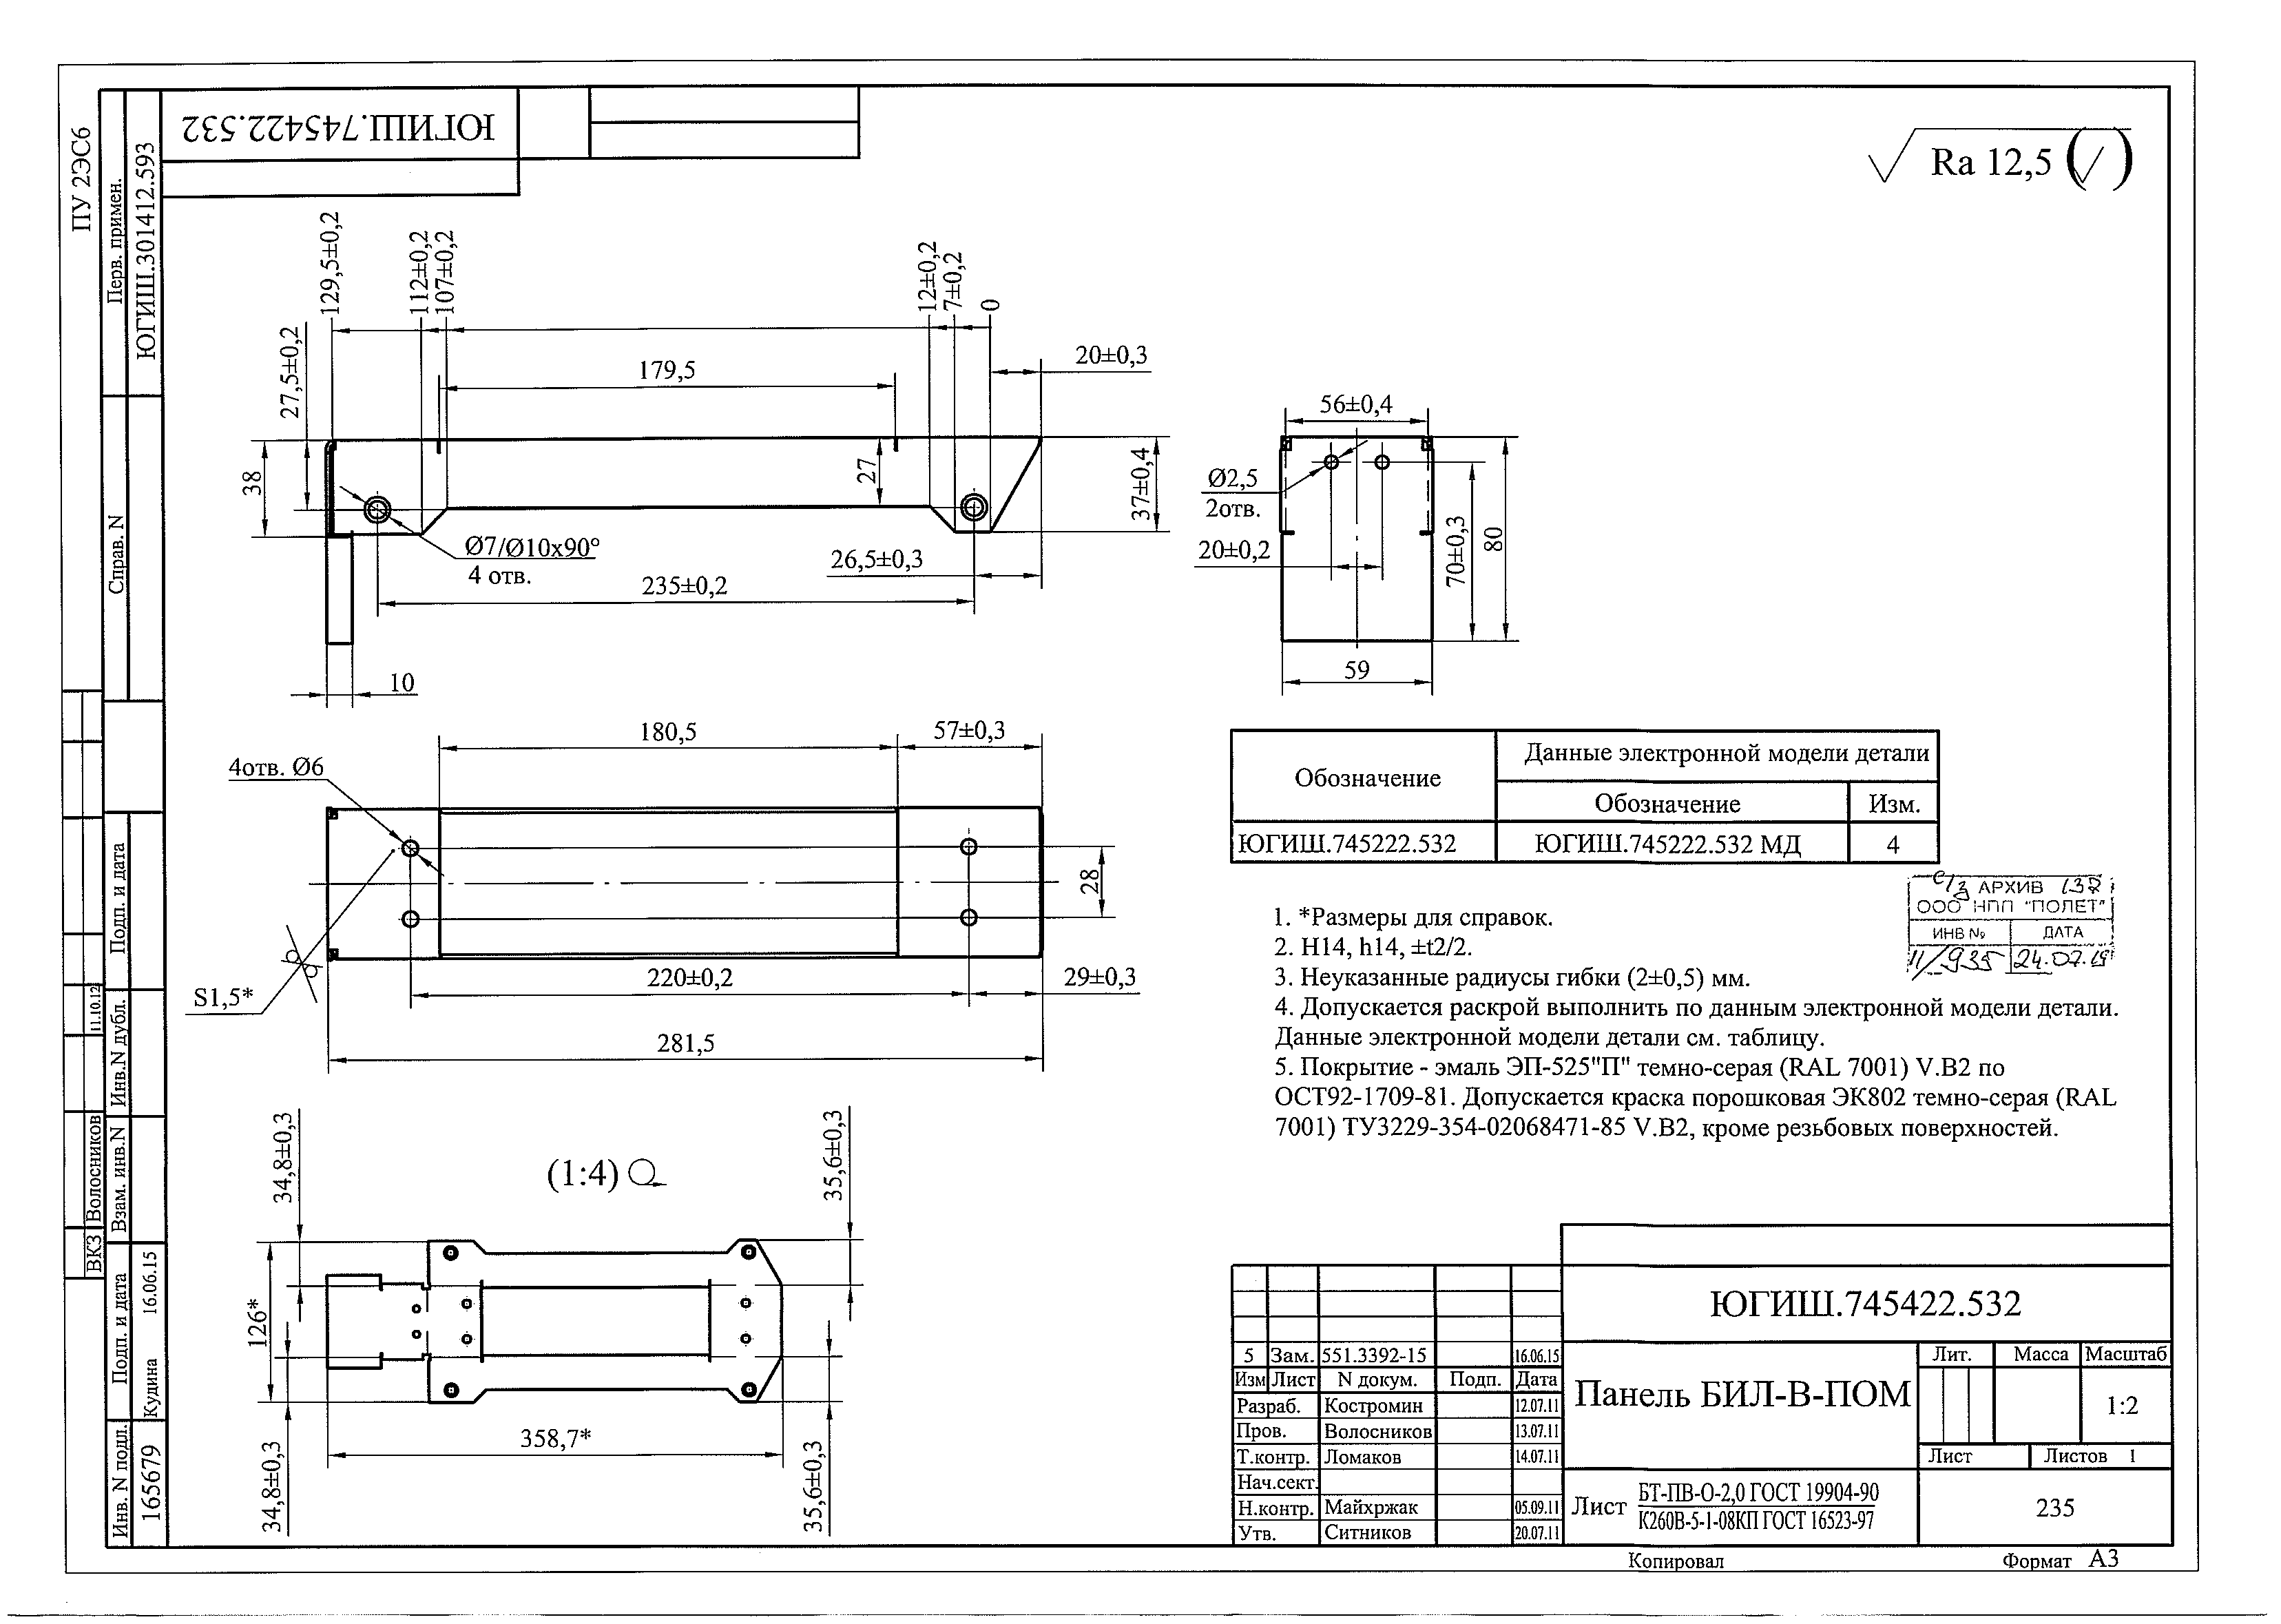 ПУ 2ЭС6
Перв. примен.
ЮГИШ.301412.593
ЮГИШ.745422.532
Ra 12,5
Справ. N
129,5±0,2
112±0,2
107±0,2
12±0,2
7±0,2
0
27,5±0,2
179,5
20±0,3
38
27
37±0,4
Ø7/Ø10x90°
4 отв.
26,5±0,3
235±0,2
10
56±0,4
Ø2,5
2отв.
20±0,2
70±0,3
80
59
180,5
57±0,3
4отв. Ø6
28
S1,5*
220±0,2
29±0,3
281,5
Обозначение
Данные электронной модели детали
Обозначение
Изм.
ЮГИШ.745222.532
ЮГИШ.745222.532 МД
4
АРХИВ
ООО НПП "ПОЛЕТ"
ИНВ №
ДАТА
1. *Размеры для справок.
2. H14, h14, ±t2/2.
3. Неуказанные радиусы гибки (2±0,5) мм.
4. Допускается раскрой выполнить по данным электронной модели детали.
Данные электронной модели детали см. таблицу.
5. Покрытие - эмаль ЭП-525"П" темно-серая (RAL 7001) V.B2 по
ОСТ92-1709-81. Допускается краска порошковая ЭК802 темно-серая (RAL
7001) ТУ3229-354-02068471-85 V.B2, кроме резьбовых поверхностей.
(1:4)
34,8±0,3
35,6±0,3
126*
358,7*
34,8±0,3
35,6±0,3
Подп. и дата
Инв.N дубл.
11.10.12
Взам. инв.N
ВКЗ
Волосников
Подп. и дата
Кудина
16.06.15
Инв. N подл.
165679
5
Зам.
551.3392-15
16.06.15
Изм
Лист
N докум.
Подп.
Дата
Разраб.
Костромин
12.07.11
Пров.
Волосников
13.07.11
Т.контр.
Ломаков
14.07.11
Нач.сект.
Н.контр.
Майхржак
05.09.11
Утв.
Ситников
20.07.11
ЮГИШ.745422.532
Панель БИЛ-В-ПОМ
Лит.
Масса
Масштаб
1:2
Лист
Листов 1
Лист
БТ-ПВ-О-2,0 ГОСТ 19904-90
К260В-5-1-08КП ГОСТ 16523-97
235
Копировал
Формат А3